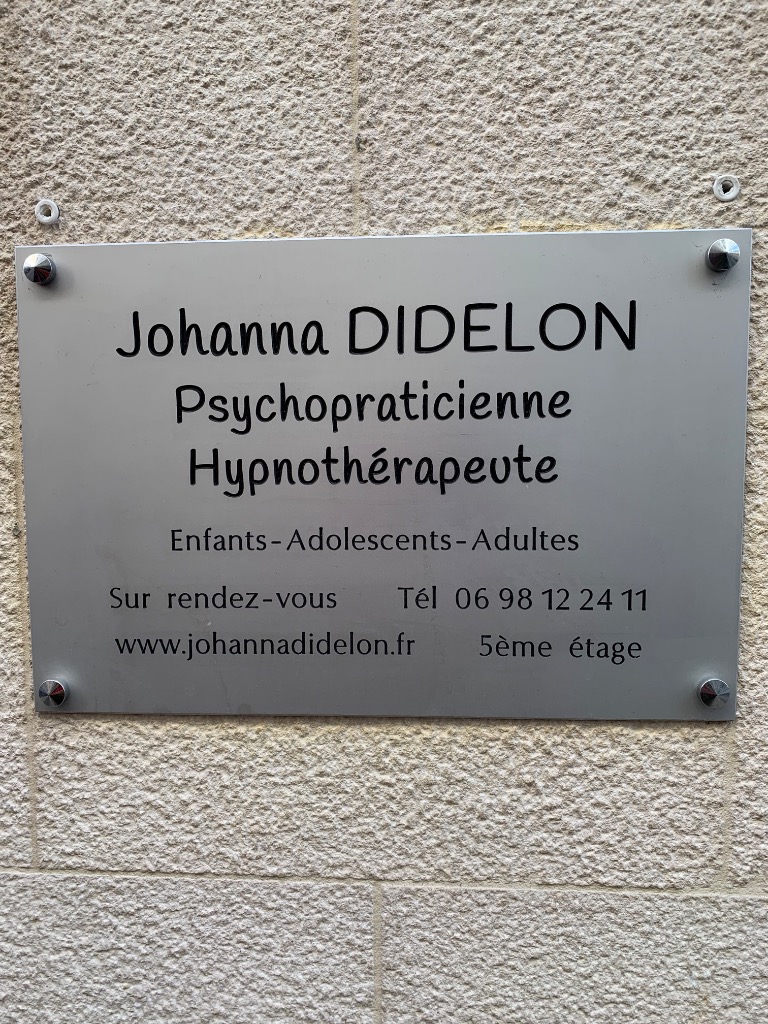 Johanna DIDELON
Psychopraticienne
Hypnothérapeute
Enfants-Adolescents-Adultes
Sur rendez-vous Tél 06 98 12 24 11
www.johannadidelon.fr 5ème étage